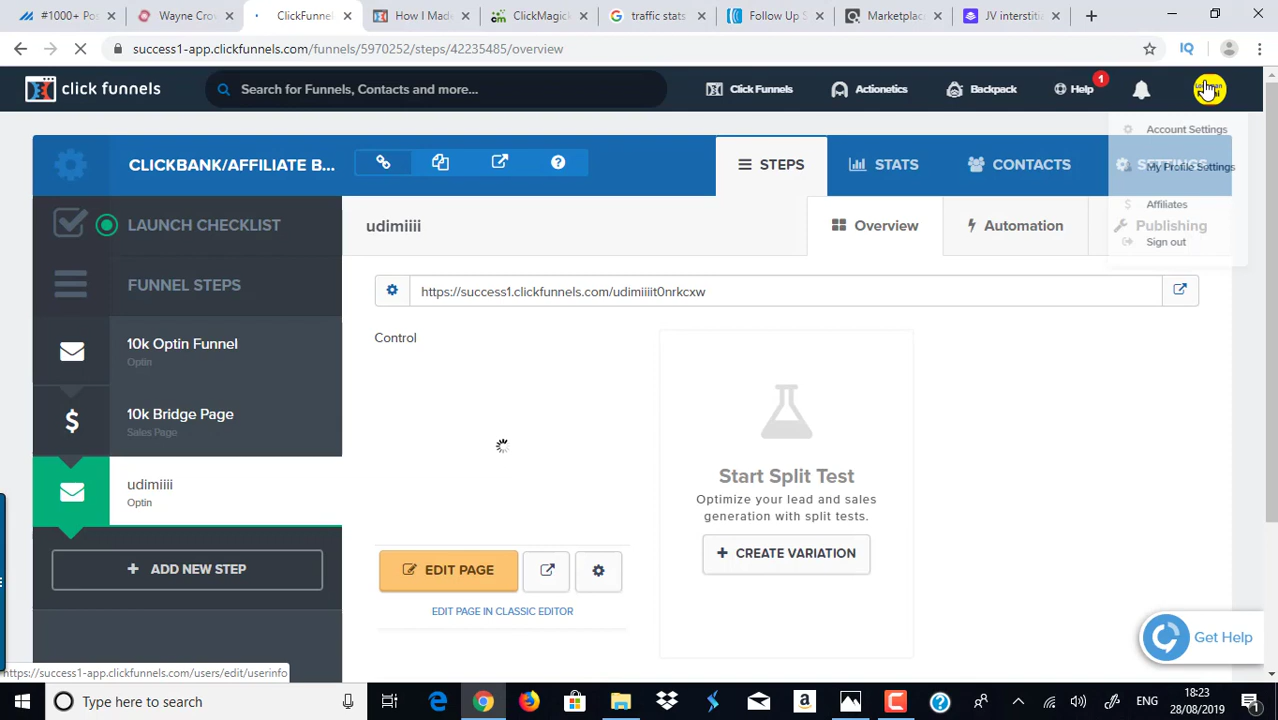 #1000+ Po:
Wayne Cro
ClickFunnel
How I Mad
ClickMagick
traffic stats
Follow Up S
Marketplac
JV interstiti
success1-app.clickfunnels.com/funnels/5970252/steps/42235485/overview
click funnels
Search for Funnels, Contacts and more...
Click Funnels
Actionetics
Backpack
Help
1
Account Settings
CLICKBANK/AFFILIATE B...
STEPS
STATS
CONTACTS
SETTINGS
My Profile Settings
LAUNCH CHECKLIST
udimiiii
Overview
Automation
Affiliates
Publishing
Sign out
FUNNEL STEPS
https://success1.clickfunnels.com/udimiiiit0nrkcxw
10k Optin Funnel
Optin
Control
10k Bridge Page
Sales Page
Start Split Test
Optimize your lead and sales
generation with split tests.
udimiiii
Optin
CREATE VARIATION
ADD NEW STEP
EDIT PAGE
EDIT PAGE IN CLASSIC EDITOR
Get Help
https://success1-app.clickfunnels.com/users/edit/userinfo
Type here to search
ENG
18:23
28/08/2019
1